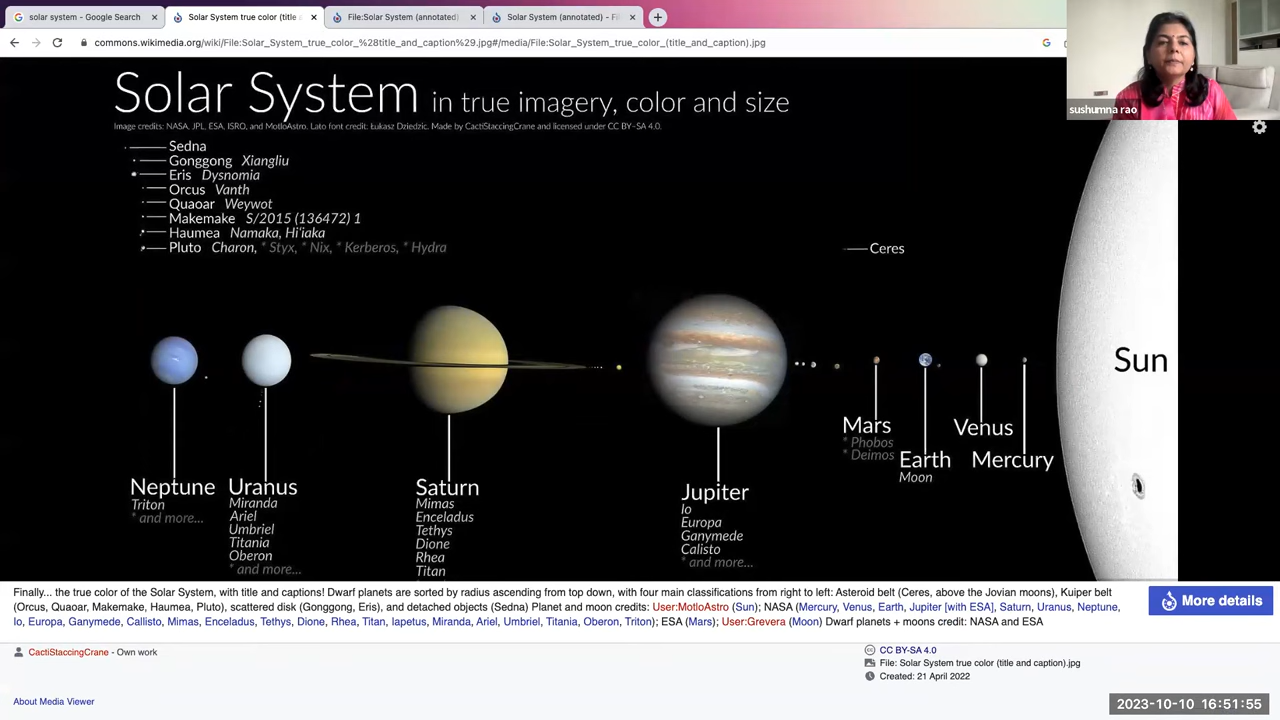 solar system - Google Search
Solar System true color (title a
File:Solar System (annotated)
Solar System (annotated) - Fi
commons.wikimedia.org/wiki/File:Solar_System_true_color_%28title_and_caption%29.jpg#/media/File:Solar_System_true_color_(title_and_caption).jpg
sushumna rao
Solar System in true imagery, color and size
Image credits: NASA, JPL, ESA, ISRO, and MotloAstro. Lato font credit: Łukasz Dziedzic. Made by CactiStaccingCrane and licensed under CC BY-SA 4.0.
Sedna
Gonggong Xiangliu
Eris Dysnomia
Orcus Vanth
Quaoar Weywot
Makemake S/2015 (136472) 1
Haumea Namaka, Hi'iaka
Pluto Charon, * Styx, * Nix, * Kerberos, * Hydra
Ceres
Sun
Neptune
Triton
* and more...
Uranus
Miranda
Ariel
Umbriel
Titania
Oberon
* and more...
Saturn
Mimas
Enceladus
Tethys
Dione
Rhea
Titan
Jupiter
Io
Europa
Ganymede
Calisto
* and more...
Mars
* Phobos
* Deimos
Earth
Moon
Venus
Mercury
Finally... the true color of the Solar System, with title and captions! Dwarf planets are sorted by radius ascending from top down, with four main classifications from right to left: Asteroid belt (Ceres, above the Jovian moons), Kuiper belt
(Orcus, Quaoar, Makemake, Haumea, Pluto), scattered disk (Gonggong, Eris), and detached objects (Sedna) Planet and moon credits: User:MotloAstro (Sun); NASA (Mercury, Venus, Earth, Jupiter [with ESA], Saturn, Uranus, Neptune,
Io, Europa, Ganymede, Callisto, Mimas, Enceladus, Tethys, Dione, Rhea, Titan, Iapetus, Miranda, Ariel, Umbriel, Titania, Oberon, Triton); ESA (Mars); User:Grevera (Moon) Dwarf planets + moons credit: NASA and ESA
More details
CactiStaccingCrane - Own work
CC BY-SA 4.0
File: Solar System true color (title and caption).jpg
Created: 21 April 2022
About Media Viewer
2023-10-10 16:51:55